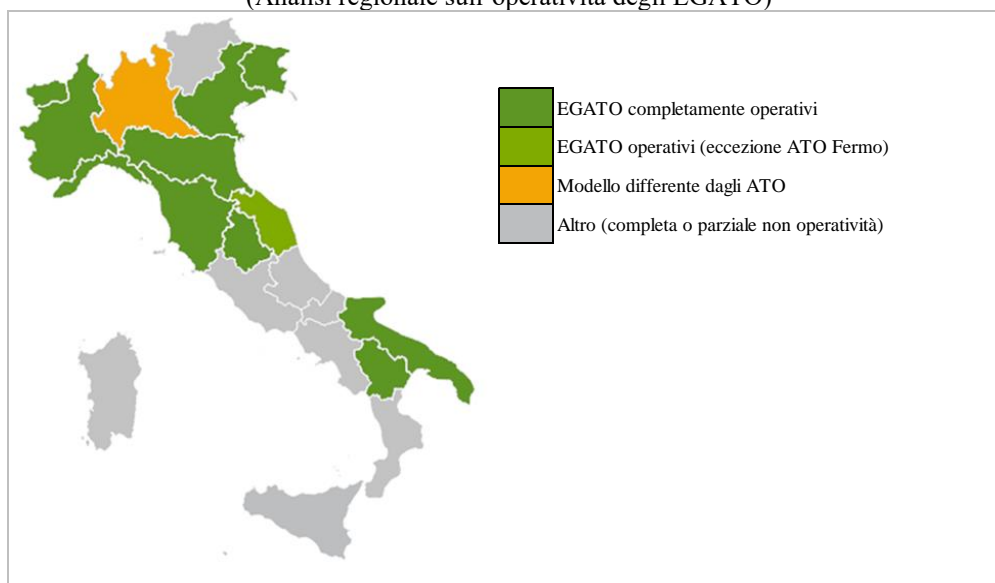 (Analisi regionale sull'operatività degli EGATO)
EGATO completamente operativi
EGATO operativi (eccezione ATO Fermo)
Modello differente dagli ATO
Altro (completa o parziale non operatività)